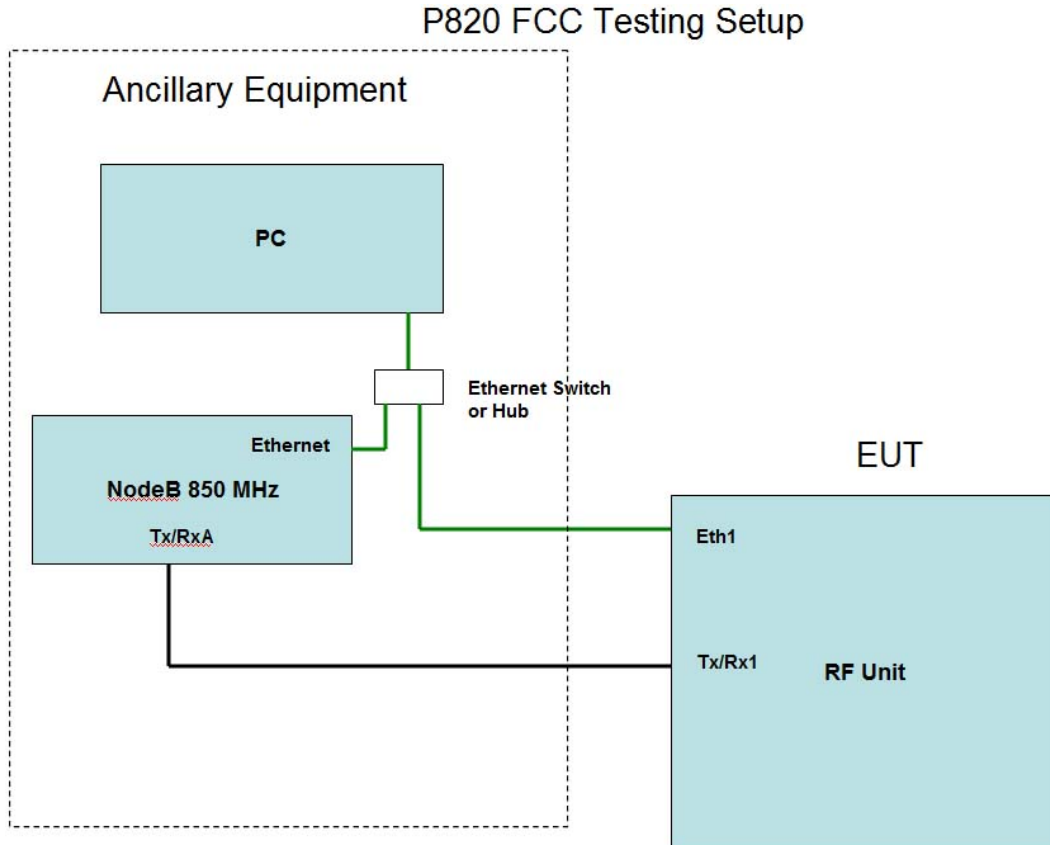 P820 FCC Testing Setup
Ancillary Equipment
PC
Ethernet Switch
or Hub
Ethernet
NodeB 850 MHz
Tx/RxA
EUT
Eth1
Tx/Rx1
RF Unit